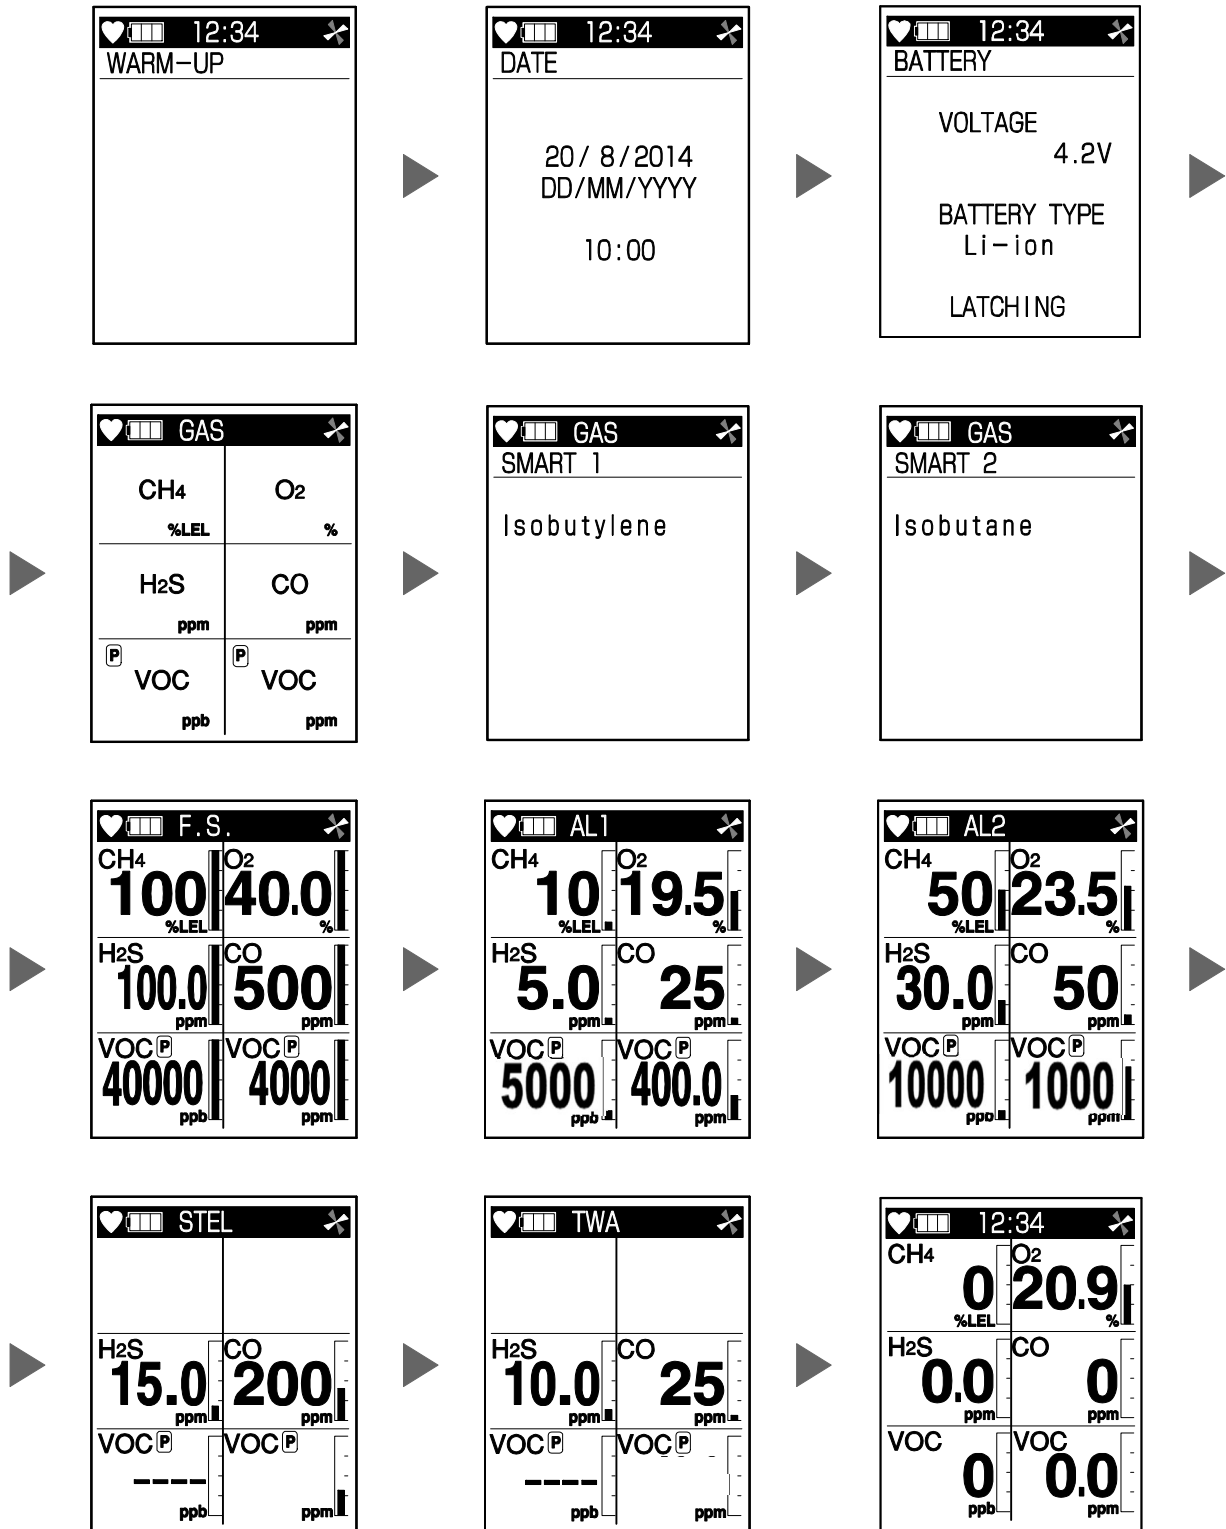 12:34
WARM-UP
12:34
DATE
20/ 8/2014
DD/MM/YYYY
10:00
12:34
BATTERY
VOLTAGE
4.2V
BATTERY TYPE
Li-ion
LATCHING
GAS
CH4 O2
%LEL %
H2S CO
ppm ppm
P P
VOC VOC
ppb ppm
GAS
SMART 1
Isobutylene
GAS
SMART 2
Isobutane
F.S.
CH4 O2
100 40.0
%LEL %
H2S CO
100.0 500
ppm ppm
VOC P VOC P
40000 4000
ppb ppm
AL1
CH4 O2
10 19.5
%LEL %
H2S CO
5.0 25
ppm ppm
VOC P VOC P
5000 400.0
ppb ppm
AL2
CH4 O2
50 23.5
%LEL %
H2S CO
30.0 50
ppm ppm
VOC P VOC P
10000 1000
ppb ppm
STEL
H2S CO
15.0 200
ppm ppm
VOC P VOC P
----
ppb ppm
TWA
H2S CO
10.0 25
ppm ppm
VOC P VOC P
----
ppb ppm
12:34
CH4 O2
0 20.9
%LEL %
H2S CO
0.0 0
ppm ppm
VOC VOC
0 0.0
ppb ppm